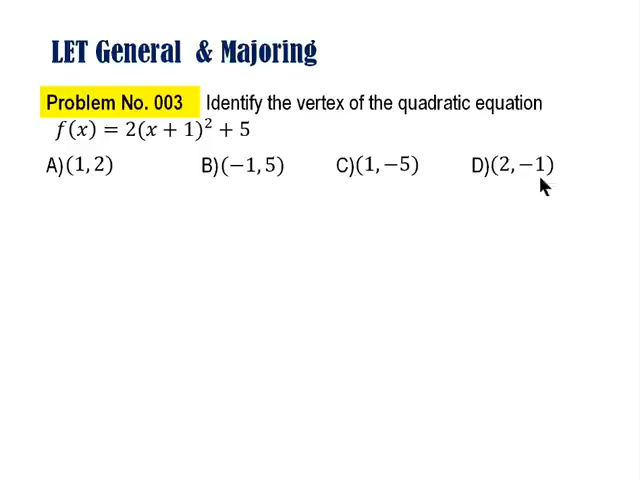 LET General & Majoring
Problem No. 003 Identify the vertex of the quadratic equation
f(x) = 2(x + 1)² + 5
A) (1, 2) B) (−1, 5) C) (1, −5) D) (2, −1)